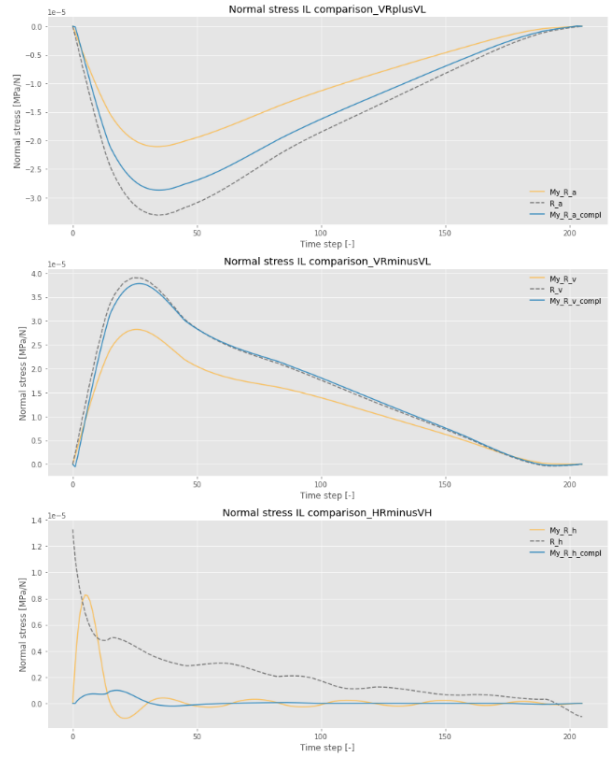 Normal stress IL comparison_VRplusVL
1e−5
0.0
−0.5
−1.0
−1.5
−2.0
−2.5
−3.0
Normal stress [MPa/N]
My_R_a
R_a
My_R_a_compl
0 50 100 150 200
Time step [-]
Normal stress IL comparison_VRminusVL
1e−5
4.0
3.5
3.0
2.5
2.0
1.5
1.0
0.5
0.0
Normal stress [MPa/N]
My_R_v
R_v
My_R_v_compl
0 50 100 150 200
Time step [-]
Normal stress IL comparison_HRminusVH
1e−5
1.4
1.2
1.0
0.8
0.6
0.4
0.2
0.0
Normal stress [MPa/N]
My_R_h
R_h
My_R_h_compl
0 50 100 150 200
Time step [-]